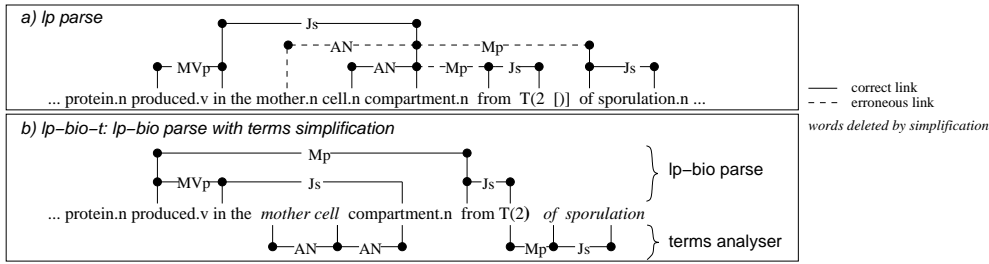 a) lp parse
Js
AN Mp
MVp AN Mp Js Js
... protein.n produced.v in the mother.n cell.n compartment.n from T(2 [)] of sporulation.n ...
correct link
erroneous link
words deleted by simplification
b) lp-bio-t: lp-bio parse with terms simplification
Mp
MVp Js Js
lp-bio parse
... protein.n produced.v in the mother cell compartment.n from T(2) of sporulation
AN AN Mp Js
terms analyser